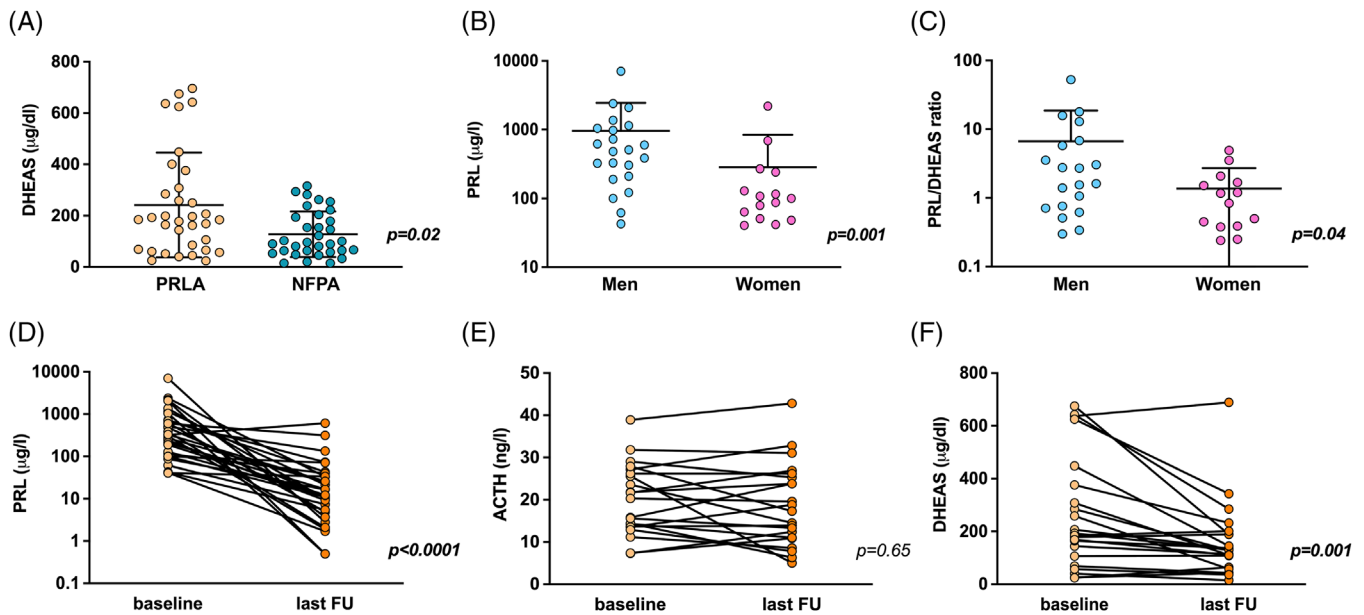 (A)
800
600
400
200
0
DHEAS (µg/dl)
PRLA
NFPA
p=0.02
(B)
10000
1000
100
10
PRL (µg/l)
Men
Women
p=0.001
(C)
100
10
1
0.1
PRL/DHEAS ratio
Men
Women
p=0.04
(D)
10000
1000
100
10
1
0.1
PRL (µg/l)
baseline
last FU
p<0.0001
(E)
50
40
30
20
10
0
ACTH (ng/l)
baseline
last FU
p=0.65
(F)
800
600
400
200
0
DHEAS (µg/dl)
baseline
last FU
p=0.001